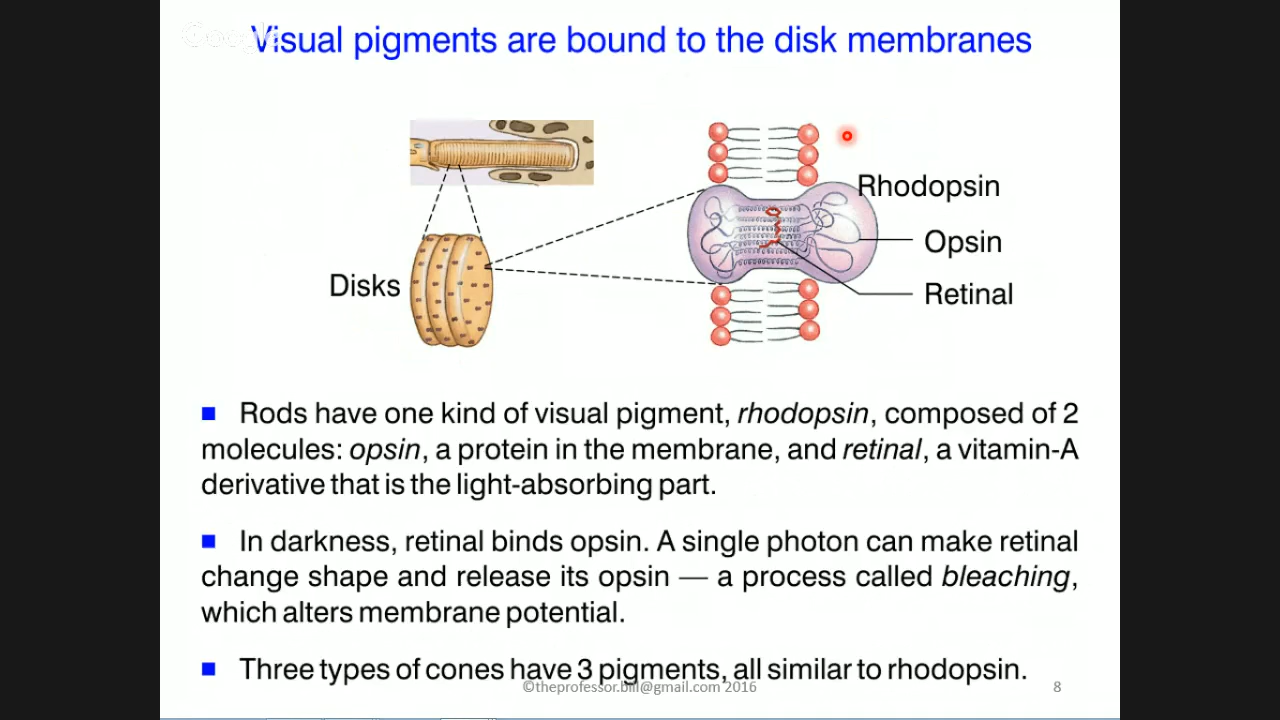 Google
Visual pigments are bound to the disk membranes
Rhodopsin
Opsin
Disks
Retinal
■ Rods have one kind of visual pigment, rhodopsin, composed of 2
molecules: opsin, a protein in the membrane, and retinal, a vitamin-A
derivative that is the light-absorbing part.
■ In darkness, retinal binds opsin. A single photon can make retinal
change shape and release its opsin — a process called bleaching,
which alters membrane potential.
■ Three types of cones have 3 pigments, all similar to rhodopsin.
©theprofessor.bill@gmail.com 2016
8